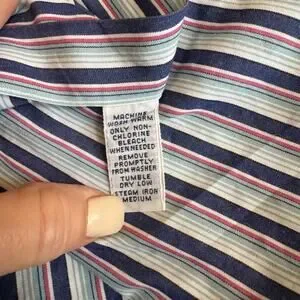 MACHINE
WASH WARM
ONLY NON-
CHLORINE
BLEACH
WHEN NEEDED
REMOVE
PROMPTLY
FROM WASHER
TUMBLE
DRY LOW
STEAM IRON
MEDIUM